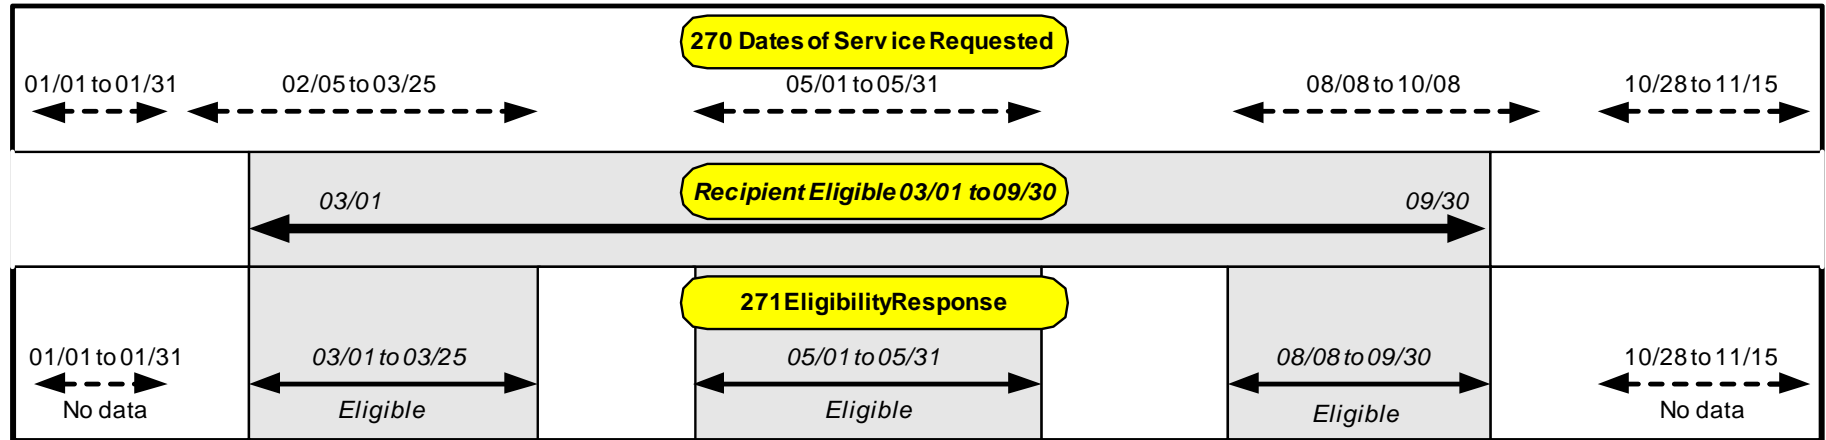 270 Dates of Service Requested
01/01 to 01/31
02/05 to 03/25
05/01 to 05/31
08/08 to 10/08
10/28 to 11/15
Recipient Eligible 03/01 to 09/30
03/01
09/30
271 Eligibility Response
01/01 to 01/31
03/01 to 03/25
05/01 to 05/31
08/08 to 09/30
10/28 to 11/15
No data
Eligible
Eligible
Eligible
No data